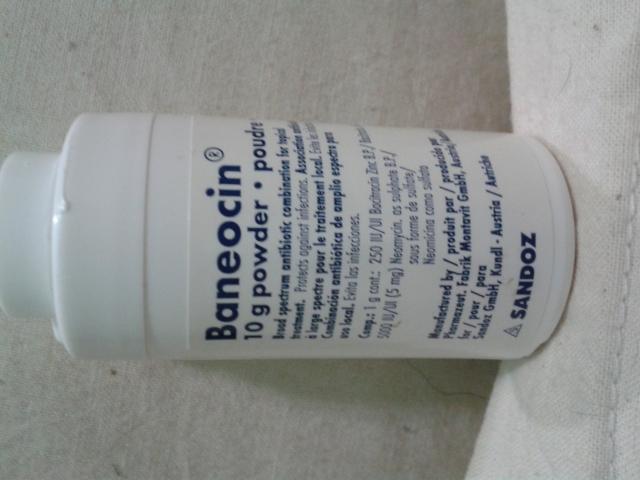 Baneocin®
10 g powder • poudre
Broad spectrum antibiotic combination for topical
treatment. Protects against infections. Association
à large spectre pour le traitement local. Evite
Combinación antibiótica de amplio espectro para
uso local. Evita las infecciones.
Comp.: 1 g cont.: 250 IU/UI Bacitracin Zinc B.P./
5000 IU/UI (5 mg) Neomycin, as sulphate B.P./
sous forme de sulfate/
Neomicina como sulfato
Manufactured by / produit par / producido por
Pharmazeut. Fabrik Montavit GmbH, Austria/
for / pour / para
Sandoz GmbH, Kundl - Austria / Autriche
SANDOZ